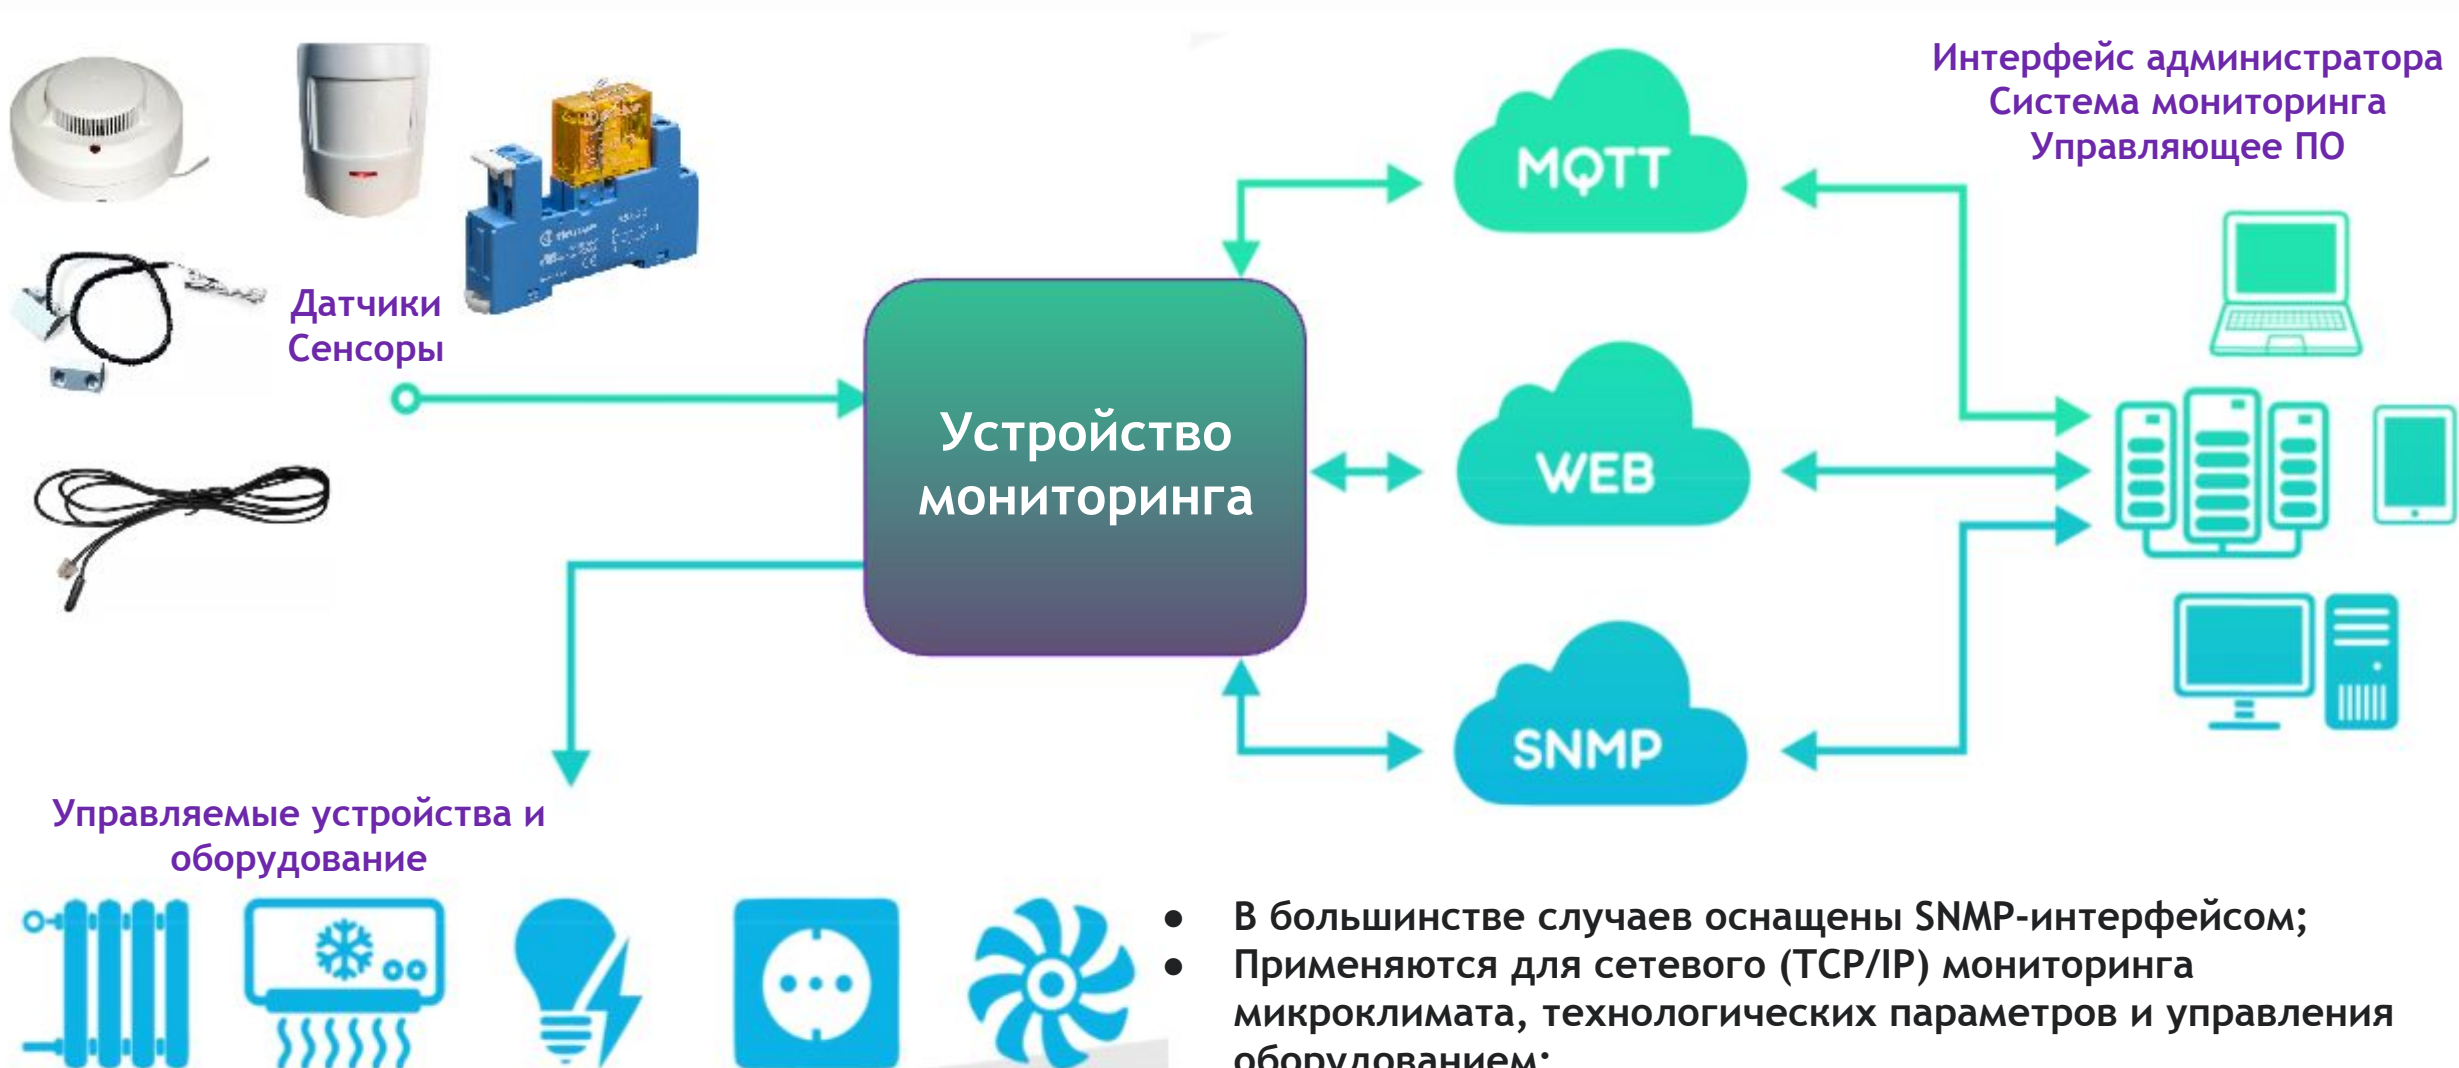 Интерфейс администратора
Система мониторинга
Управляющее ПО
MQTT
Датчики
Сенсоры
Устройство
мониторинга
WEB
SNMP
Управляемые устройства и
оборудование
● В большинстве случаев оснащены SNMP-интерфейсом;
● Применяются для сетевого (TCP/IP) мониторинга
микроклимата, технологических параметров и управления
оборудованием;